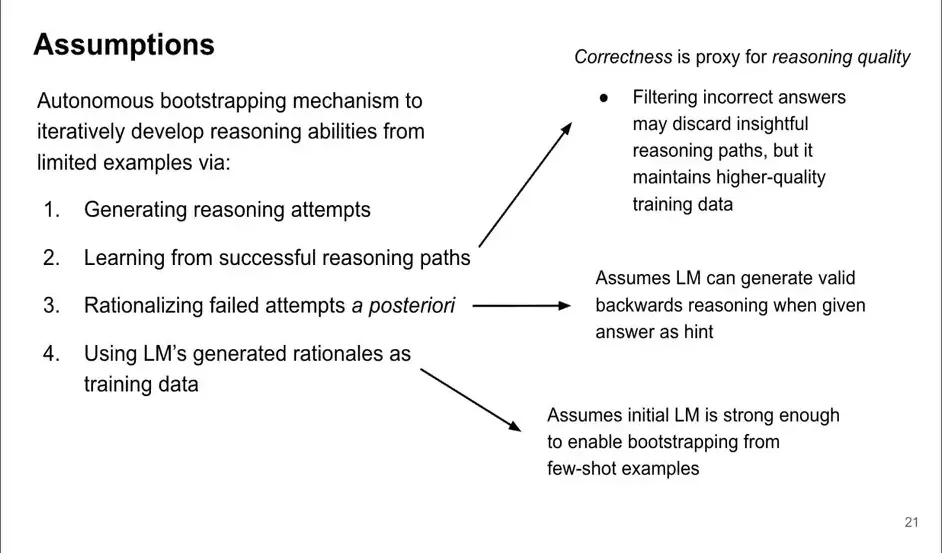 Assumptions
Autonomous bootstrapping mechanism to
iteratively develop reasoning abilities from
limited examples via:
1. Generating reasoning attempts
2. Learning from successful reasoning paths
3. Rationalizing failed attempts a posteriori
4. Using LM’s generated rationales as
training data
Correctness is proxy for reasoning quality
● Filtering incorrect answers
may discard insightful
reasoning paths, but it
maintains higher-quality
training data
Assumes LM can generate valid
backwards reasoning when given
answer as hint
Assumes initial LM is strong enough
to enable bootstrapping from
few-shot examples
21